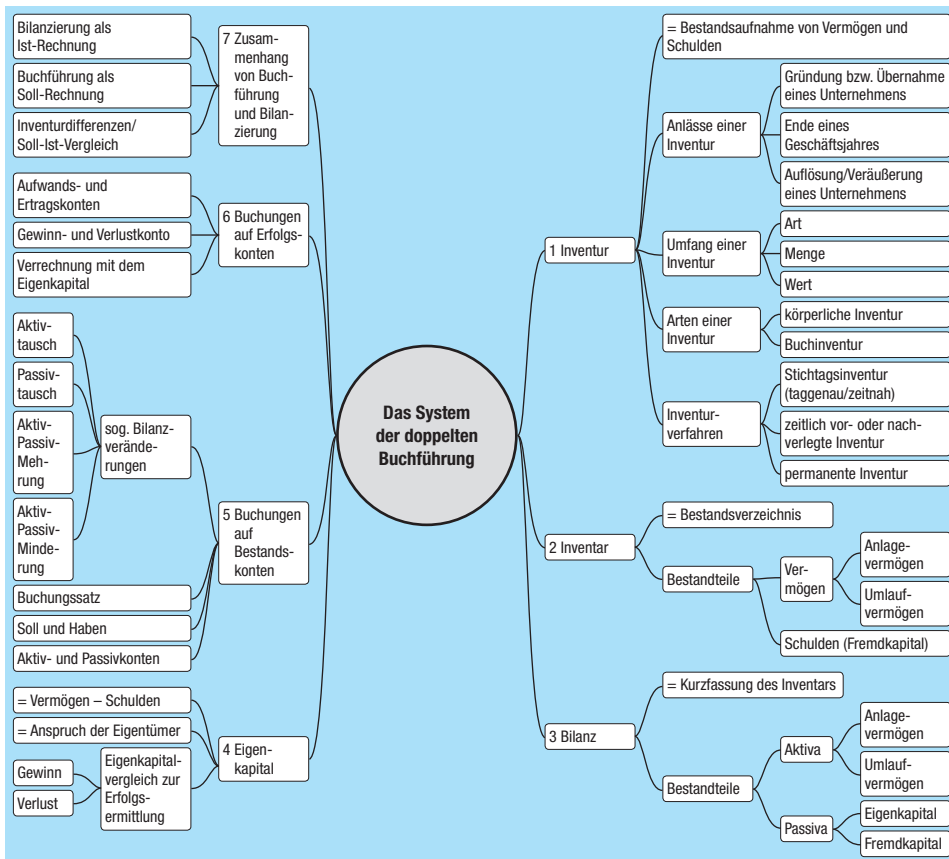 Das System
der doppelten
Buchführung
1 Inventur
= Bestandsaufnahme von Vermögen und
Schulden
Anlässe einer
Inventur
Gründung bzw. Übernahme
eines Unternehmens
Ende eines
Geschäftsjahres
Auflösung/Veräußerung
eines Unternehmens
Umfang einer
Inventur
Art
Menge
Wert
Arten einer
Inventur
körperliche Inventur
Buchinventur
Inventur-
verfahren
Stichtagsinventur
(taggenau/zeitnah)
zeitlich vor- oder nach-
verlegte Inventur
permanente Inventur
2 Inventar
= Bestandsverzeichnis
Bestandteile
Ver-
mögen
Anlage-
vermögen
Umlauf-
vermögen
Schulden (Fremdkapital)
3 Bilanz
= Kurzfassung des Inventars
Bestandteile
Aktiva
Anlage-
vermögen
Umlauf-
vermögen
Passiva
Eigenkapital
Fremdkapital
4 Eigen-
kapital
= Vermögen – Schulden
= Anspruch der Eigentümer
Eigenkapital-
vergleich zur
Erfolgs-
ermittlung
Gewinn
Verlust
5 Buchungen
auf
Bestands-
konten
sog. Bilanz-
verände-
rungen
Aktiv-
tausch
Passiv-
tausch
Aktiv-
Passiv-
Meh-
rung
Aktiv-
Passiv-
Minde-
rung
Buchungssatz
Soll und Haben
Aktiv- und Passivkonten
6 Buchungen
auf Erfolgs-
konten
Aufwands- und
Ertragskonten
Gewinn- und Verlustkonto
Verrechnung mit dem
Eigenkapital
7 Zusam-
menhang
von Buch-
führung
und Bilan-
zierung
Bilanzierung als
Ist-Rechnung
Buchführung als
Soll-Rechnung
Inventurdifferenzen/
Soll-Ist-Vergleich